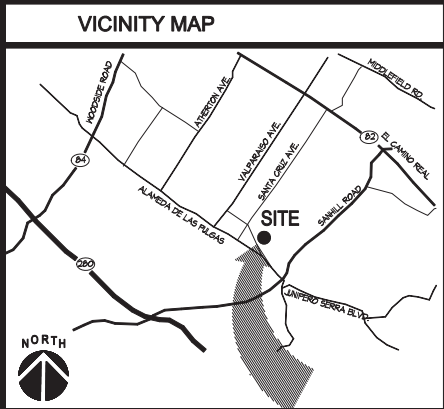 VICINITY MAP
MIDDLEFIELD RD.
WOODSIDE ROAD
ATHERTON AVE.
VALPARAISO AVE.
SANTA CRUZ AVE.
82
EL CAMINO REAL
84
ALAMEDA DE LAS PULGAS
SITE
SANHILL ROAD
280
JUNIPERO SERRA BLVD.
NORTH